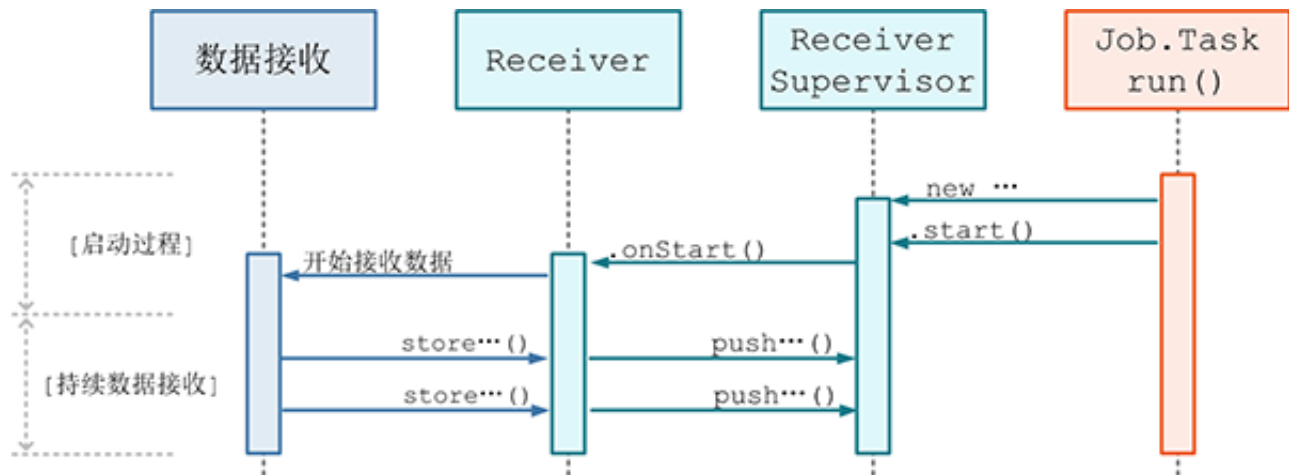 数据接收
Receiver
Receiver
Supervisor
Job.Task
run()
new …
.start()
[启动过程]
.onStart()
开始接收数据
store…()
push…()
[持续数据接收]
store…()
push…()